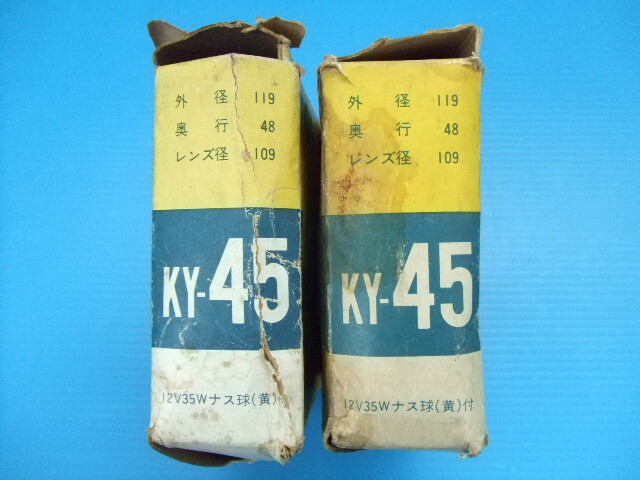 外径 119
奥行 48
レンズ径 109
KY-45
12V35Wナス球(黄)
外径 119
奥行 48
レンズ径 109
KY-45
12V35Wナス球(黄)付